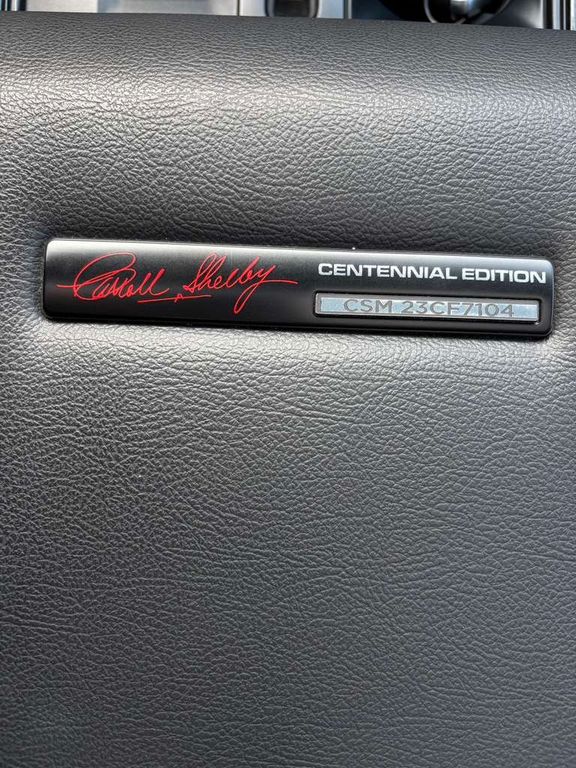 Carroll Shelby
CENTENNIAL EDITION
CSM 23CF7104